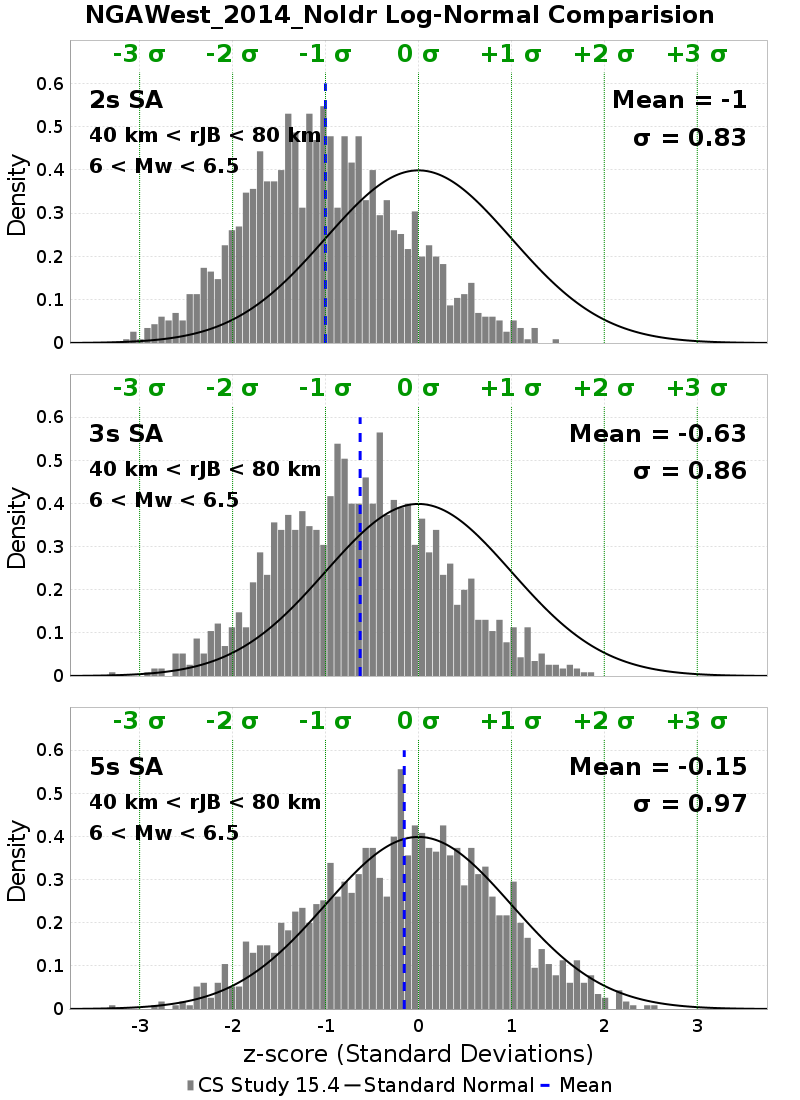 NGAWest_2014_NoIdr Log-Normal Comparision
-3 σ -2 σ -1 σ 0 σ +1 σ +2 σ +3 σ
2s SA
40 km < rJB < 80 km
6 < Mw < 6.5
Mean = -1
σ = 0.83
0.6
0.5
0.4
0.3
0.2
0.1
0
Density
-3 σ -2 σ -1 σ 0 σ +1 σ +2 σ +3 σ
3s SA
40 km < rJB < 80 km
6 < Mw < 6.5
Mean = -0.63
σ = 0.86
0.6
0.5
0.4
0.3
0.2
0.1
0
Density
-3 σ -2 σ -1 σ 0 σ +1 σ +2 σ +3 σ
5s SA
40 km < rJB < 80 km
6 < Mw < 6.5
Mean = -0.15
σ = 0.97
0.6
0.5
0.4
0.3
0.2
0.1
0
Density
-3 -2 -1 0 1 2 3
z-score (Standard Deviations)
CS Study 15.4 Standard Normal Mean